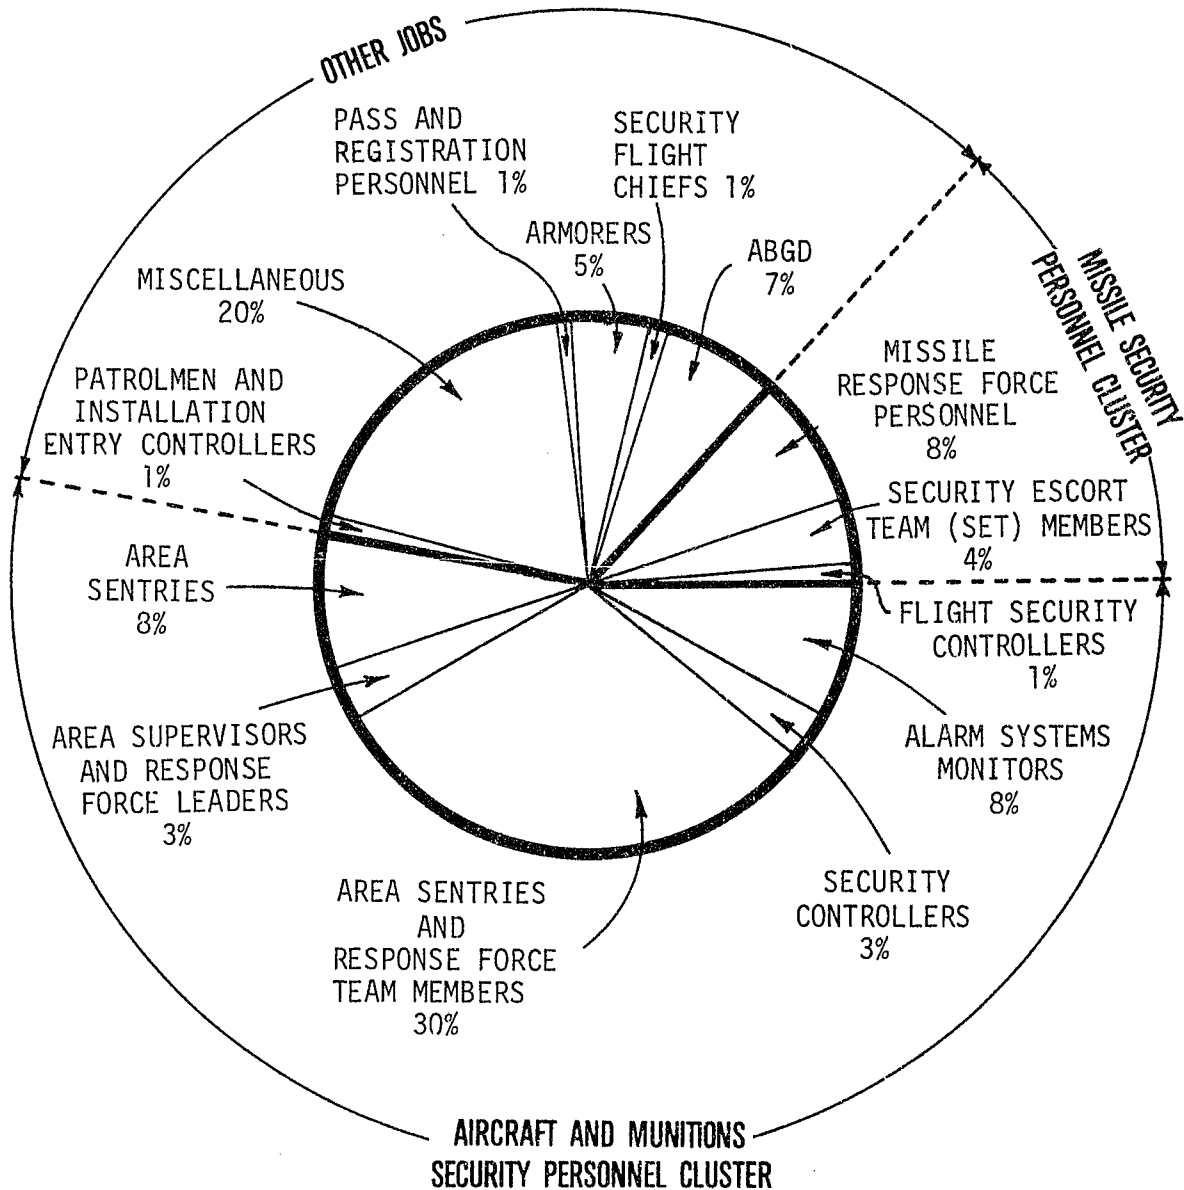 OTHER JOBS
PASS AND
REGISTRATION
PERSONNEL 1%
SECURITY
FLIGHT
CHIEFS 1%
ARMORERS
5%
ABGD
7%
MISCELLANEOUS
20%
MISSILE SECURITY
PERSONNEL CLUSTER
MISSILE
RESPONSE FORCE
PERSONNEL
8%
PATROLMEN AND
INSTALLATION
ENTRY CONTROLLERS
1%
SECURITY ESCORT
TEAM (SET) MEMBERS
4%
AREA
SENTRIES
8%
FLIGHT SECURITY
CONTROLLERS
1%
AREA SUPERVISORS
AND RESPONSE
FORCE LEADERS
3%
ALARM SYSTEMS
MONITORS
8%
AREA SENTRIES
AND
RESPONSE FORCE
TEAM MEMBERS
30%
SECURITY
CONTROLLERS
3%
AIRCRAFT AND MUNITIONS
SECURITY PERSONNEL CLUSTER